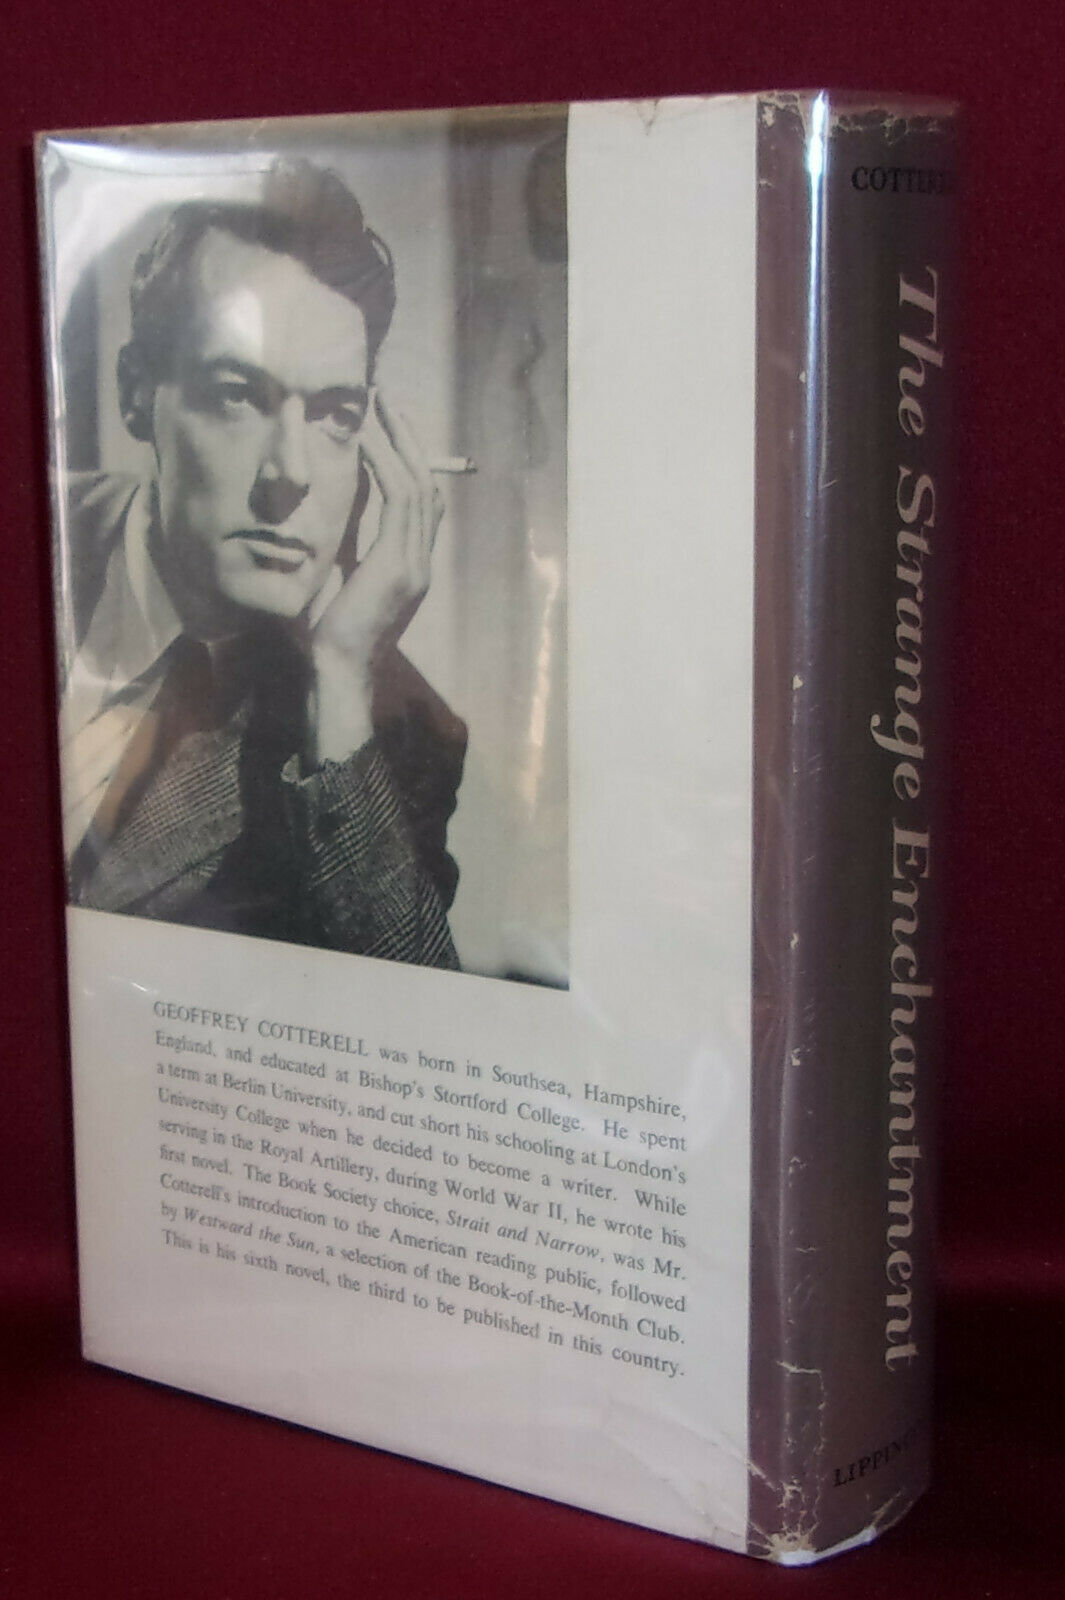 GEOFFREY COTTERELL was born in Southsea, Hampshire,
England, and educated at Bishop's Stortford College. He spent
a term at Berlin University, and cut short his schooling at London's
University College when he decided to become a writer. While
serving in the Royal Artillery, during World War II, he wrote his
first novel. The Book Society choice, Strait and Narrow, was Mr.
Cotterell's introduction to the American reading public, followed
by Westward the Sun, a selection of the Book-of-the-Month Club.
This is his sixth novel, the third to be published in this country.
The Strange Enchantment